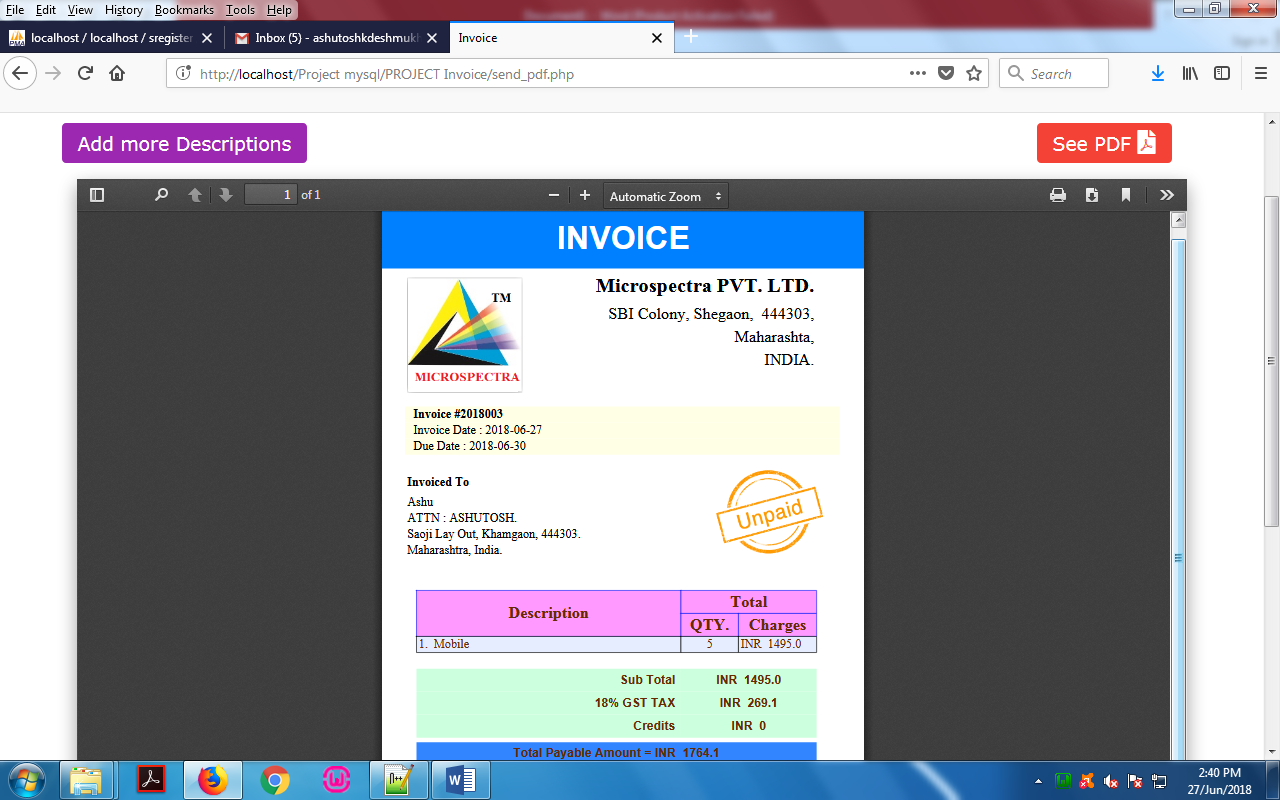 File Edit View History Bookmarks Tools Help
localhost / localhost / sregister
Inbox (5) - ashutoshkdeshmukh
Invoice
http://localhost/Project mysql/PROJECT Invoice/send_pdf.php
Search
Add more Descriptions
See PDF
1 of 1
Automatic Zoom
INVOICE
TM
MICROSPECTRA
Microspectra PVT. LTD.
SBI Colony, Shegaon, 444303,
Maharashta,
INDIA.
Invoice #2018003
Invoice Date : 2018-06-27
Due Date : 2018-06-30
Invoiced To
Ashu
ATTN : ASHUTOSH.
Saoji Lay Out, Khamgaon, 444303.
Maharashtra, India.
Unpaid
Description
Total
QTY. Charges
1. Mobile 5 INR 1495.0
Sub Total INR 1495.0
18% GST TAX INR 269.1
Credits INR 0
Total Payable Amount = INR 1764.1
2:40 PM
27/Jun/2018